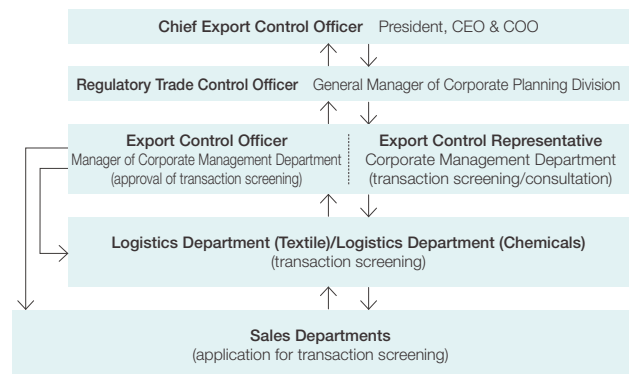 Chief Export Control Officer President, CEO & COO
Regulatory Trade Control Officer General Manager of Corporate Planning Division
Export Control Officer
Manager of Corporate Management Department
(approval of transaction screening)
Export Control Representative
Corporate Management Department
(transaction screening/consultation)
Logistics Department (Textile)/Logistics Department (Chemicals)
(transaction screening)
Sales Departments
(application for transaction screening)